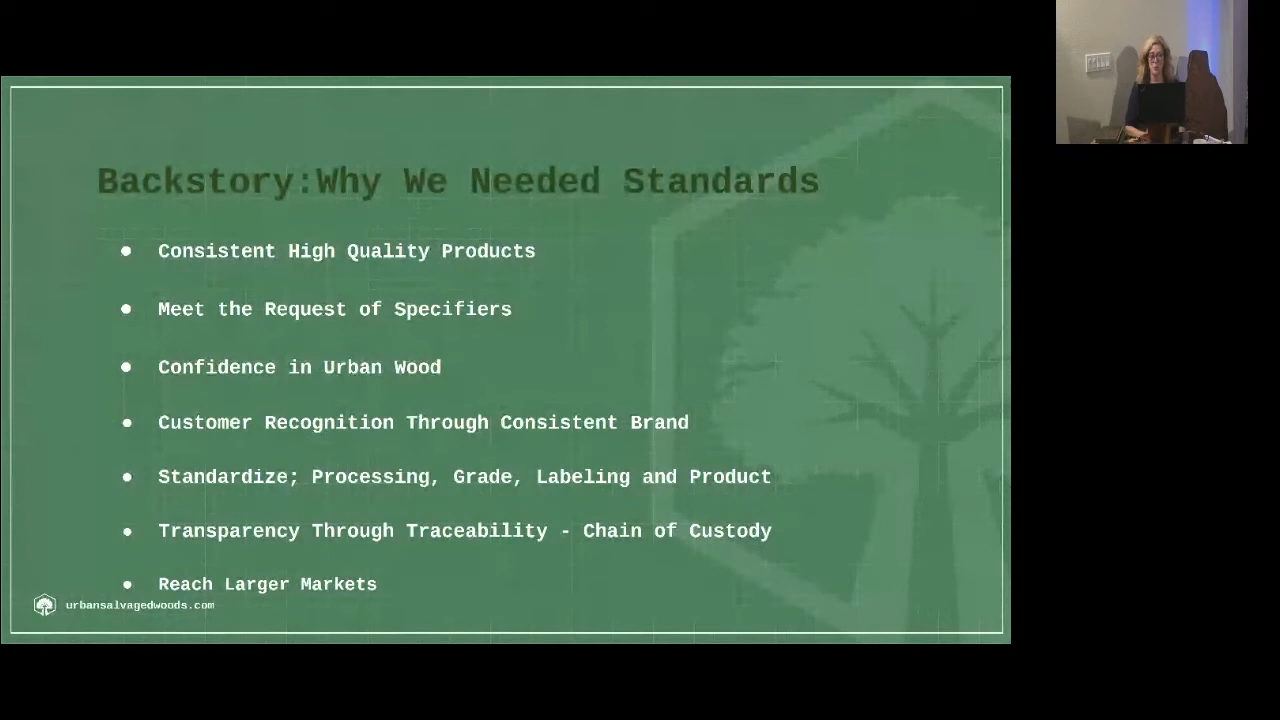 Backstory:Why We Needed Standards
● Consistent High Quality Products
● Meet the Request of Specifiers
● Confidence in Urban Wood
● Customer Recognition Through Consistent Brand
● Standardize; Processing, Grade, Labeling and Product
● Transparency Through Traceability - Chain of Custody
● Reach Larger Markets
urbansalvagedwoods.com